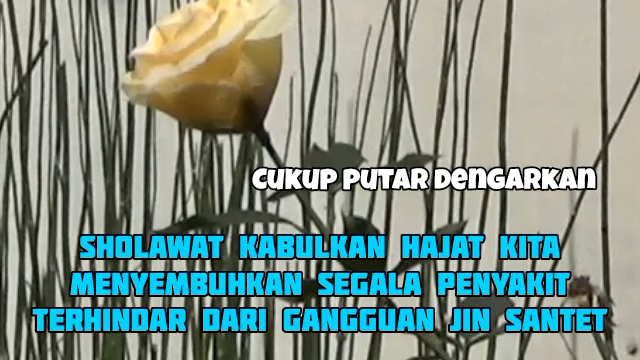 CUKUP PUTAR DENGARKAN
SHOLAWAT KABULKAN HAJAT KITA
MENYEMBUHKAN SEGALA PENYAKIT
TERHINDAR DARI GANGGUAN JIN SANTET